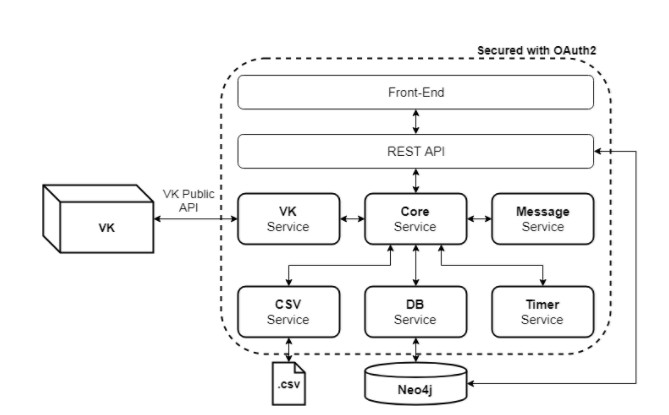 Secured with OAuth2
Front-End
REST API
VK Public
API
VK
VK
Service
Core
Service
Message
Service
CSV
Service
DB
Service
Timer
Service
.csv
Neo4j